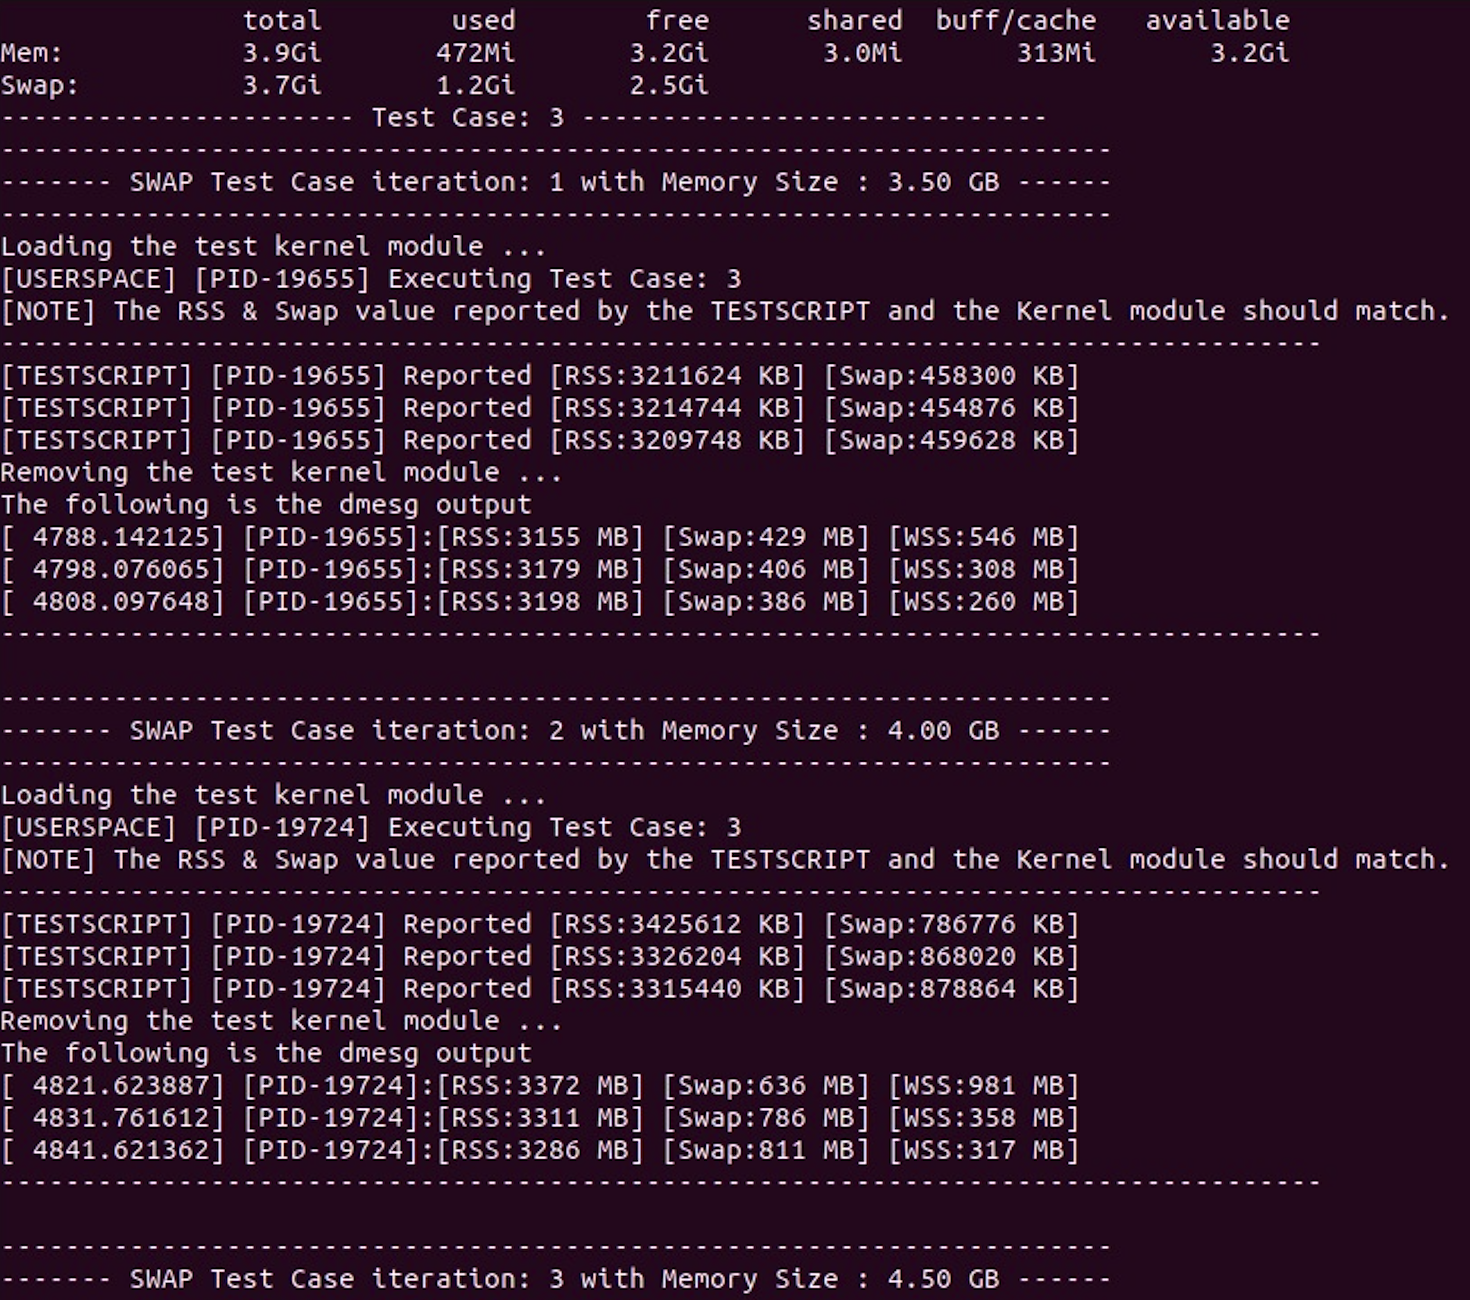 total used free shared buff/cache available
Mem: 3.9Gi 472Mi 3.2Gi 3.0Mi 313Mi 3.2Gi
Swap: 3.7Gi 1.2Gi 2.5Gi
---------------------- Test Case: 3 -----------------------------
---------------------------------------------------------------------
------- SWAP Test Case iteration: 1 with Memory Size : 3.50 GB ------
---------------------------------------------------------------------
Loading the test kernel module ...
[USERSPACE] [PID-19655] Executing Test Case: 3
[NOTE] The RSS & Swap value reported by the TESTSCRIPT and the Kernel module should match.
----------------------------------------------------------------------------------
[TESTSCRIPT] [PID-19655] Reported [RSS:3211624 KB] [Swap:458300 KB]
[TESTSCRIPT] [PID-19655] Reported [RSS:3214744 KB] [Swap:454876 KB]
[TESTSCRIPT] [PID-19655] Reported [RSS:3209748 KB] [Swap:459628 KB]
Removing the test kernel module ...
The following is the dmesg output
[ 4788.142125] [PID-19655]:[RSS:3155 MB] [Swap:429 MB] [WSS:546 MB]
[ 4798.076065] [PID-19655]:[RSS:3179 MB] [Swap:406 MB] [WSS:308 MB]
[ 4808.097648] [PID-19655]:[RSS:3198 MB] [Swap:386 MB] [WSS:260 MB]
----------------------------------------------------------------------------------
---------------------------------------------------------------------
------- SWAP Test Case iteration: 2 with Memory Size : 4.00 GB ------
---------------------------------------------------------------------
Loading the test kernel module ...
[USERSPACE] [PID-19724] Executing Test Case: 3
[NOTE] The RSS & Swap value reported by the TESTSCRIPT and the Kernel module should match.
----------------------------------------------------------------------------------
[TESTSCRIPT] [PID-19724] Reported [RSS:3425612 KB] [Swap:786776 KB]
[TESTSCRIPT] [PID-19724] Reported [RSS:3326204 KB] [Swap:868020 KB]
[TESTSCRIPT] [PID-19724] Reported [RSS:3315440 KB] [Swap:878864 KB]
Removing the test kernel module ...
The following is the dmesg output
[ 4821.623887] [PID-19724]:[RSS:3372 MB] [Swap:636 MB] [WSS:981 MB]
[ 4831.761612] [PID-19724]:[RSS:3311 MB] [Swap:786 MB] [WSS:358 MB]
[ 4841.621362] [PID-19724]:[RSS:3286 MB] [Swap:811 MB] [WSS:317 MB]
----------------------------------------------------------------------------------
---------------------------------------------------------------------
------- SWAP Test Case iteration: 3 with Memory Size : 4.50 GB ------